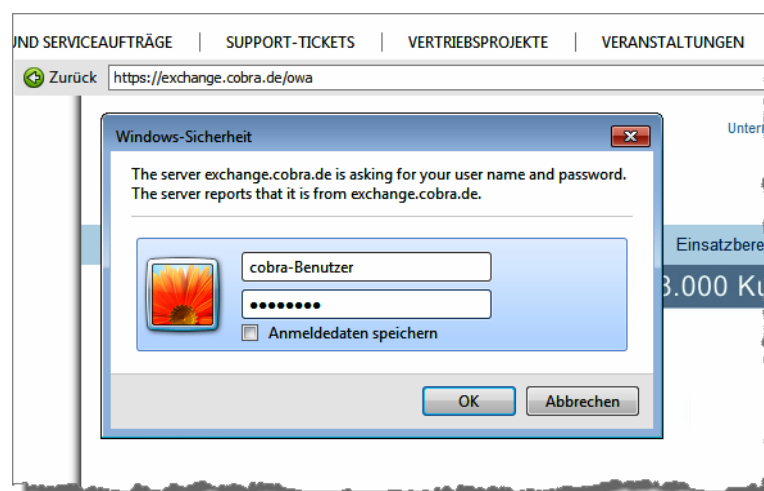 UND SERVICEAUFTRÄGE | SUPPORT-TICKETS | VERTRIEBSPROJEKTE | VERANSTALTUNGEN
Zurück https://exchange.cobra.de/owa
Windows-Sicherheit
The server exchange.cobra.de is asking for your user name and password.
The server reports that it is from exchange.cobra.de.
cobra-Benutzer
••••••••
Anmeldedaten speichern
OK Abbrechen
Untern
Einsatzbere
3.000 Ku